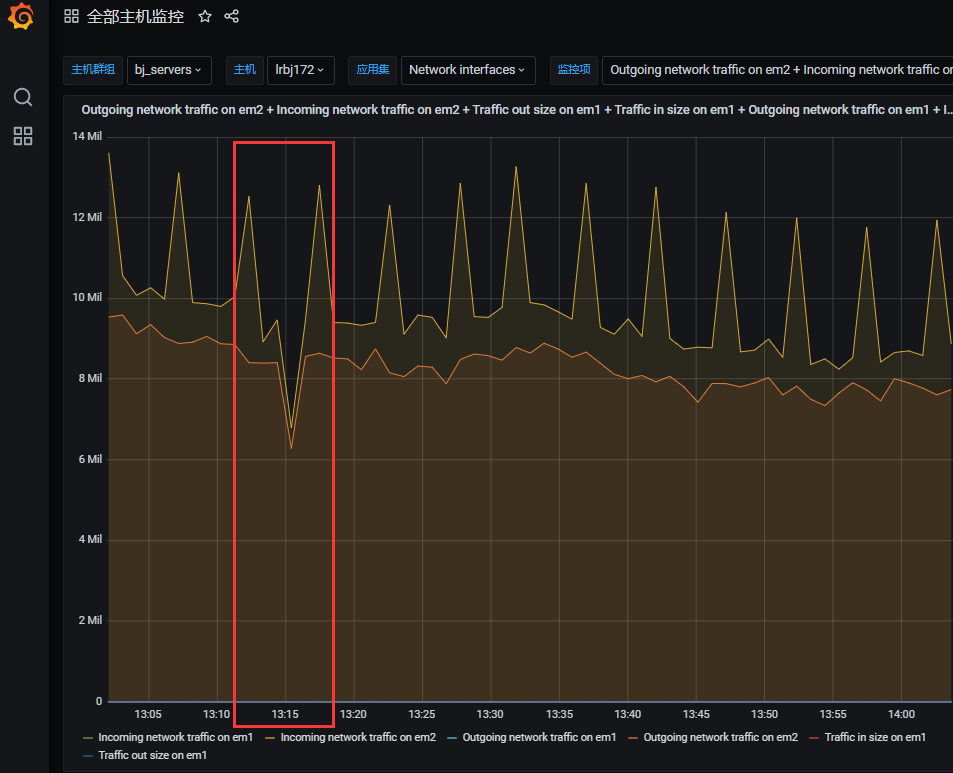 全部主机监控
主机群组 bj_servers 主机 lrbj172 应用集 Network interfaces 监控项 Outgoing network traffic on em2 + Incoming network traffic on
Outgoing network traffic on em2 + Incoming network traffic on em2 + Traffic out size on em1 + Traffic in size on em1 + Outgoing network traffic on em1 + I...
14 Mil
12 Mil
10 Mil
8 Mil
6 Mil
4 Mil
2 Mil
0
13:05 13:10 13:15 13:20 13:25 13:30 13:35 13:40 13:45 13:50 13:55 14:00
Incoming network traffic on em1 Incoming network traffic on em2 Outgoing network traffic on em1 Outgoing network traffic on em2 Traffic in size on em1
Traffic out size on em1